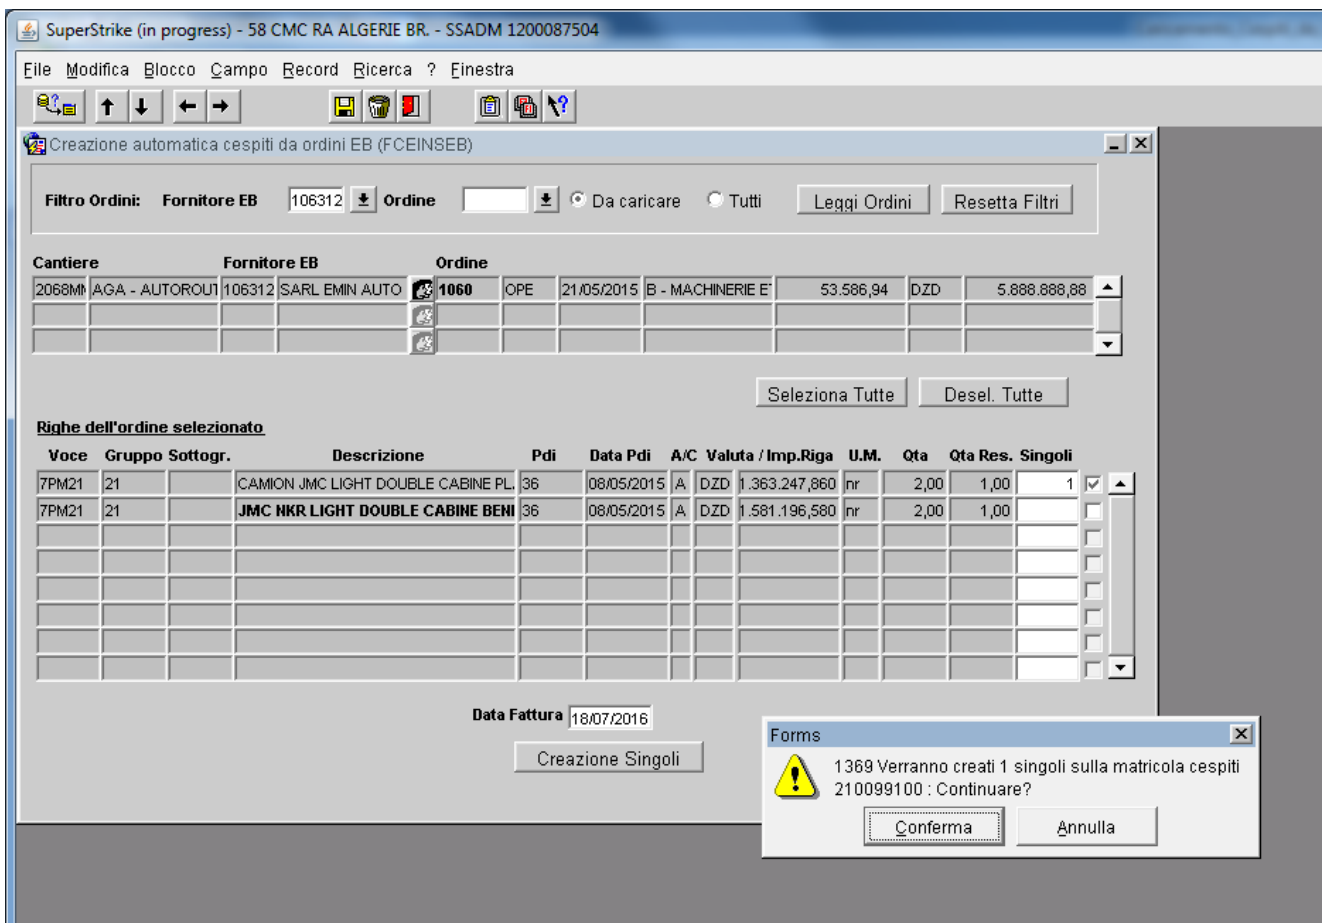 SuperStrike (in progress) - 58 CMC RA ALGERIE BR. - SSADM 1200087504
File Modifica Blocco Campo Record Ricerca ? Finestra
Creazione automatica cespiti da ordini EB (FCEINSEB)
Filtro Ordini: Fornitore EB 106312 Ordine Da caricare Tutti Leggi Ordini Resetta Filtri
Cantiere Fornitore EB Ordine
2068MN AGA - AUTOROUT 106312 SARL EMIN AUTO 1060 OPE 21/05/2015 B - MACHINERIE ET 53.586,94 DZD 5.888.888,88
Seleziona Tutte Desel. Tutte
Righe dell'ordine selezionato
Voce Gruppo Sottogr. Descrizione Pdi Data Pdi A/C Valuta / Imp.Riga U.M. Qta Qta Res. Singoli
7PM21 21 CAMION JMC LIGHT DOUBLE CABINE PL. 36 08/05/2015 A DZD 1.363.247,860 nr 2,00 1,00 1
7PM21 21 JMC NKR LIGHT DOUBLE CABINE BENI 36 08/05/2015 A DZD 1.581.196,580 nr 2,00 1,00
Data Fattura 18/07/2016
Creazione Singoli
Forms
1369 Verranno creati 1 singoli sulla matricola cespiti
210099100 : Continuare?
Conferma Annulla